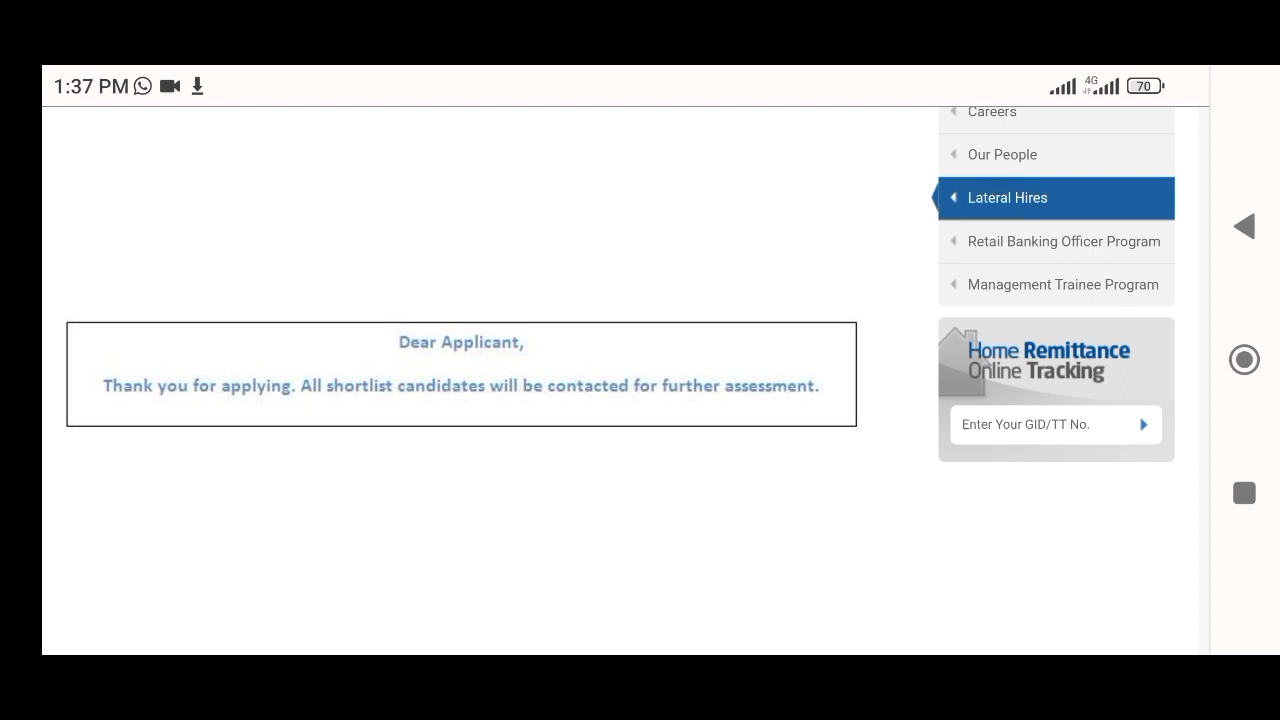 1:37 PM
4G
70
Careers
Our People
Lateral Hires
Retail Banking Officer Program
Management Trainee Program
Dear Applicant,
Thank you for applying. All shortlist candidates will be contacted for further assessment.
Home Remittance
Online Tracking
Enter Your GID/TT No.